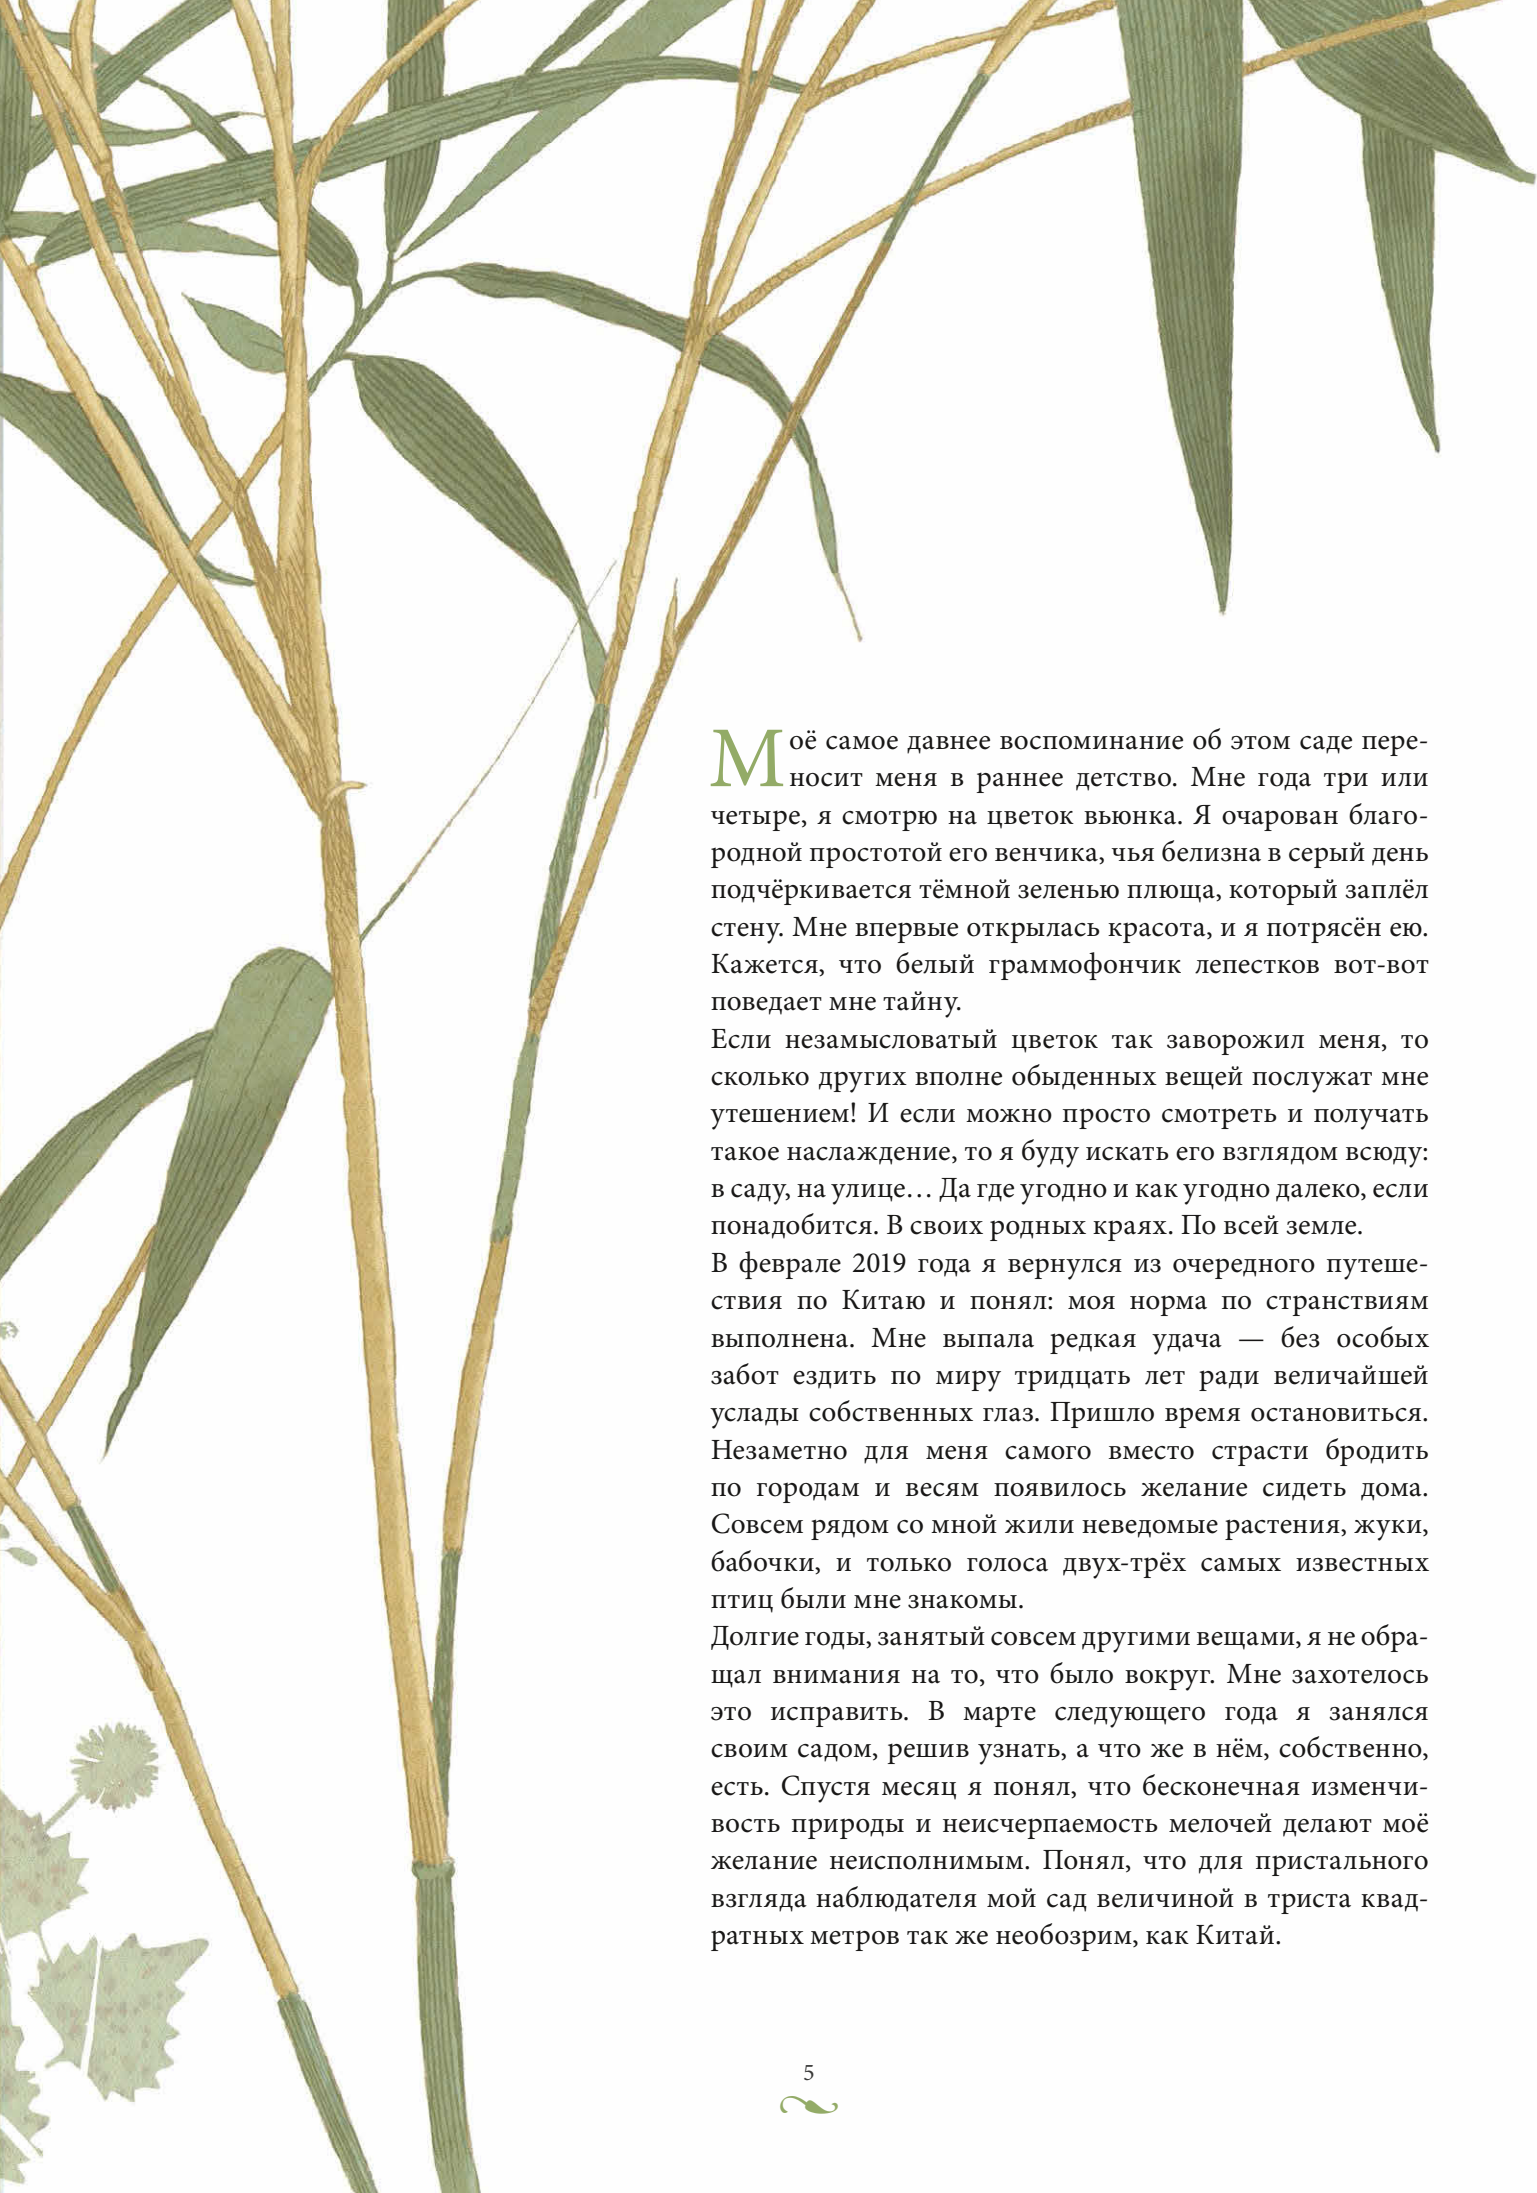 Моё самое давнее воспоминание об этом саде пере-
носит меня в раннее детство. Мне года три или
четыре, я смотрю на цветок вьюнка. Я очарован благо-
родной простотой его венчика, чья белизна в серый день
подчёркивается тёмной зеленью плюща, который заплёл
стену. Мне впервые открылась красота, и я потрясён ею.
Кажется, что белый граммофончик лепестков вот-вот
поведает мне тайну.
Если незамысловатый цветок так заворожил меня, то
сколько других вполне обыденных вещей послужат мне
утешением! И если можно просто смотреть и получать
такое наслаждение, то я буду искать его взглядом всюду:
в саду, на улице… Да где угодно и как угодно далеко, если
понадобится. В своих родных краях. По всей земле.
В феврале 2019 года я вернулся из очередного путеше-
ствия по Китаю и понял: моя норма по странствиям
выполнена. Мне выпала редкая удача — без особых
забот ездить по миру тридцать лет ради величайшей
услады собственных глаз. Пришло время остановиться.
Незаметно для меня самого вместо страсти бродить
по городам и весям появилось желание сидеть дома.
Совсем рядом со мной жили неведомые растения, жуки,
бабочки, и только голоса двух-трёх самых известных
птиц были мне знакомы.
Долгие годы, занятый совсем другими вещами, я не обра-
щал внимания на то, что было вокруг. Мне захотелось
это исправить. В марте следующего года я занялся
своим садом, решив узнать, а что же в нём, собственно,
есть. Спустя месяц я понял, что бесконечная изменчи-
вость природы и неисчерпаемость мелочей делают моё
желание неисполнимым. Понял, что для пристального
взгляда наблюдателя мой сад величиной в триста квад-
ратных метров так же необозрим, как Китай.
5